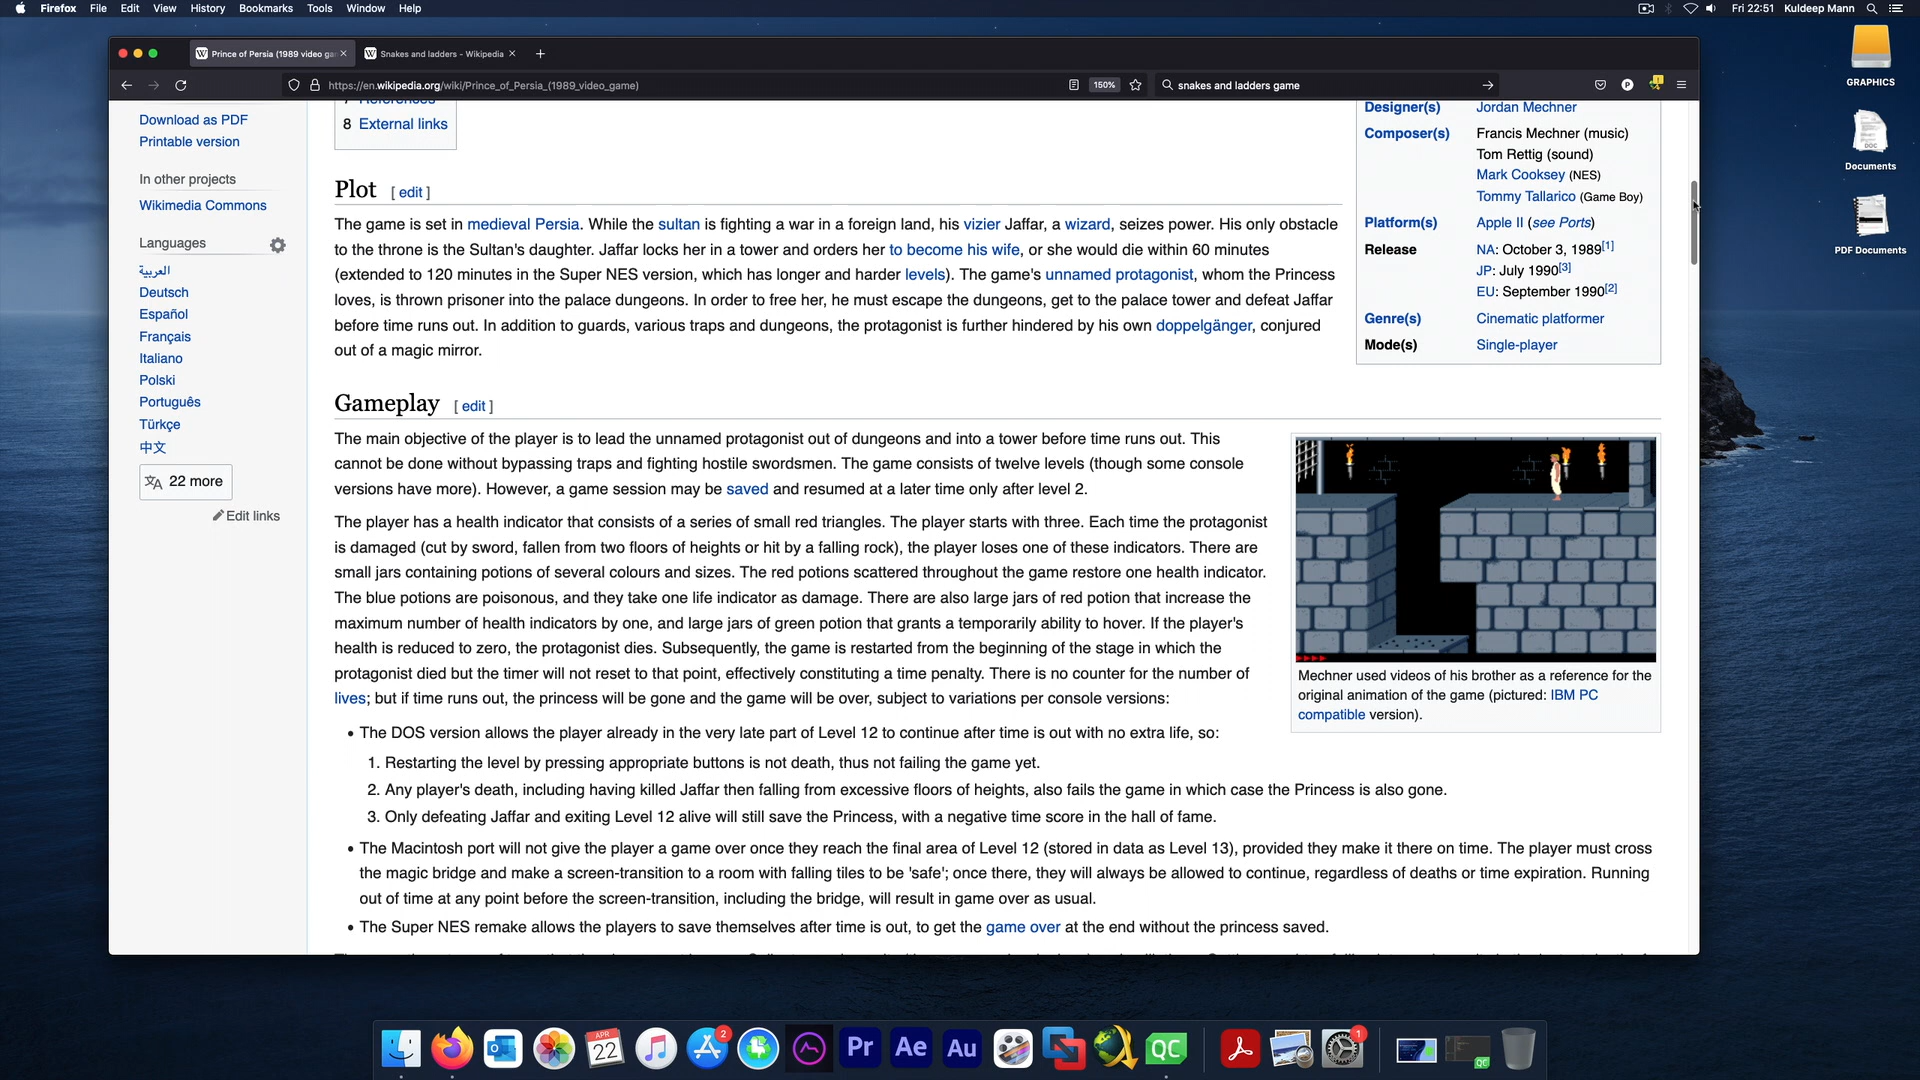 Firefox File Edit View History Bookmarks Tools Window Help
Fri 22:51 Kuldeep Mann
Prince of Persia (1989 video ga
Snakes and ladders - Wikipedia
https://en.wikipedia.org/wiki/Prince_of_Persia_(1989_video_game)
150%
snakes and ladders game
GRAPHICS
Documents
PDF Documents
Download as PDF
Printable version
In other projects
Wikimedia Commons
Languages
العربية
Deutsch
Español
Français
Italiano
Polski
Português
Türkçe
中文
22 more
Edit links
7 References
8 External links
Plot [ edit ]
The game is set in medieval Persia. While the sultan is fighting a war in a foreign land, his vizier Jaffar, a wizard, seizes power. His only obstacle
to the throne is the Sultan's daughter. Jaffar locks her in a tower and orders her to become his wife, or she would die within 60 minutes
(extended to 120 minutes in the Super NES version, which has longer and harder levels). The game's unnamed protagonist, whom the Princess
loves, is thrown prisoner into the palace dungeons. In order to free her, he must escape the dungeons, get to the palace tower and defeat Jaffar
before time runs out. In addition to guards, various traps and dungeons, the protagonist is further hindered by his own doppelgänger, conjured
out of a magic mirror.
Designer(s) Jordan Mechner
Composer(s) Francis Mechner (music)
Tom Rettig (sound)
Mark Cooksey (NES)
Tommy Tallarico (Game Boy)
Platform(s) Apple II (see Ports)
Release NA: October 3, 1989[1]
JP: July 1990[3]
EU: September 1990[2]
Genre(s) Cinematic platformer
Mode(s) Single-player
Gameplay [ edit ]
The main objective of the player is to lead the unnamed protagonist out of dungeons and into a tower before time runs out. This
cannot be done without bypassing traps and fighting hostile swordsmen. The game consists of twelve levels (though some console
versions have more). However, a game session may be saved and resumed at a later time only after level 2.
The player has a health indicator that consists of a series of small red triangles. The player starts with three. Each time the protagonist
is damaged (cut by sword, fallen from two floors of heights or hit by a falling rock), the player loses one of these indicators. There are
small jars containing potions of several colours and sizes. The red potions scattered throughout the game restore one health indicator.
The blue potions are poisonous, and they take one life indicator as damage. There are also large jars of red potion that increase the
maximum number of health indicators by one, and large jars of green potion that grants a temporarily ability to hover. If the player's
health is reduced to zero, the protagonist dies. Subsequently, the game is restarted from the beginning of the stage in which the
protagonist died but the timer will not reset to that point, effectively constituting a time penalty. There is no counter for the number of
lives; but if time runs out, the princess will be gone and the game will be over, subject to variations per console versions:
Mechner used videos of his brother as a reference for the
original animation of the game (pictured: IBM PC
compatible version).
• The DOS version allows the player already in the very late part of Level 12 to continue after time is out with no extra life, so:
1. Restarting the level by pressing appropriate buttons is not death, thus not failing the game yet.
2. Any player's death, including having killed Jaffar then falling from excessive floors of heights, also fails the game in which case the Princess is also gone.
3. Only defeating Jaffar and exiting Level 12 alive will still save the Princess, with a negative time score in the hall of fame.
• The Macintosh port will not give the player a game over once they reach the final area of Level 12 (stored in data as Level 13), provided they make it there on time. The player must cross
the magic bridge and make a screen-transition to a room with falling tiles to be 'safe'; once there, they will always be allowed to continue, regardless of deaths or time expiration. Running
out of time at any point before the screen-transition, including the bridge, will result in game over as usual.
• The Super NES remake allows the players to save themselves after time is out, to get the game over at the end without the princess saved.
APR
22
2
Pr
Ae
Au
QC
1
QC